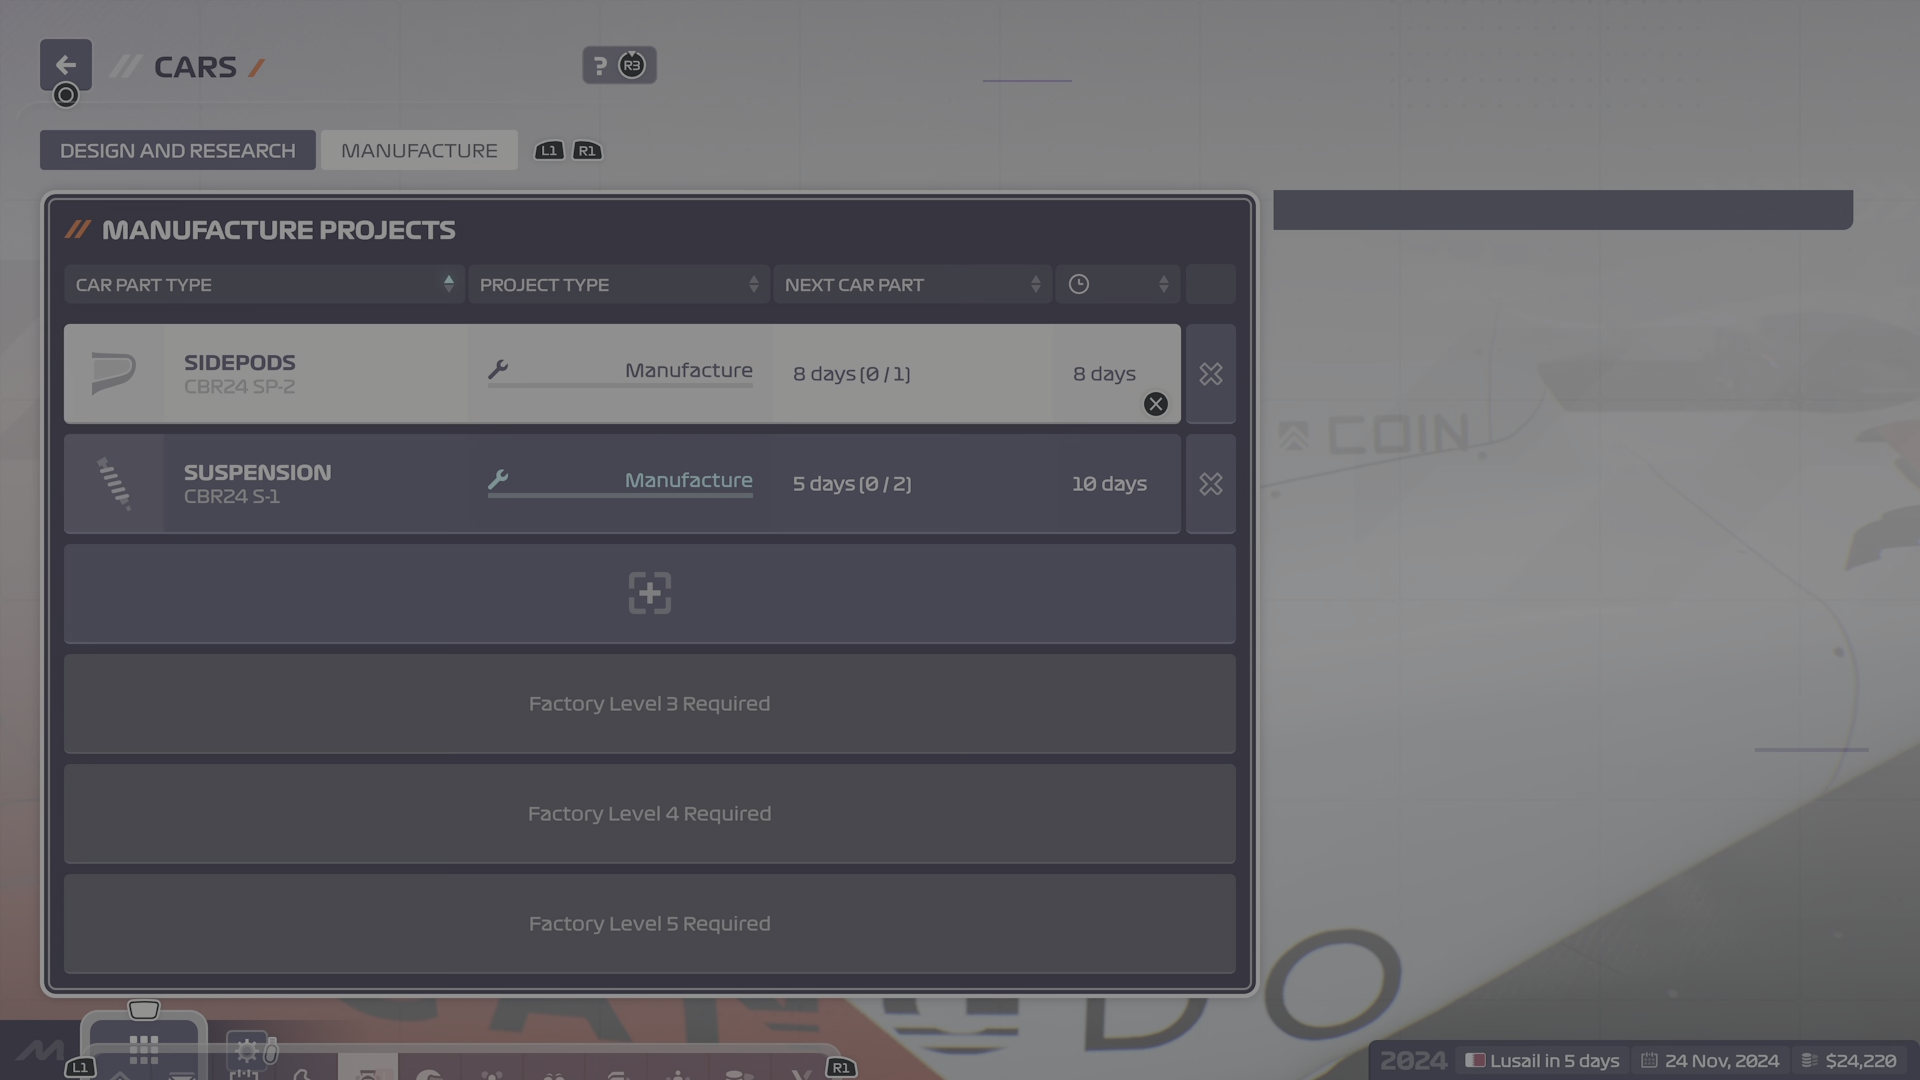 // CARS /
? R3
DESIGN AND RESEARCH
MANUFACTURE
L1 R1
// MANUFACTURE PROJECTS
CAR PART TYPE
PROJECT TYPE
NEXT CAR PART
SIDEPODS
CBR24 SP-2
Manufacture
8 days (0 / 1)
8 days
SUSPENSION
CBR24 S-1
Manufacture
5 days (0 / 2)
10 days
Factory Level 3 Required
Factory Level 4 Required
Factory Level 5 Required
COIN
DO
L1
R1
2024
Lusail in 5 days
24 Nov, 2024
$24,220